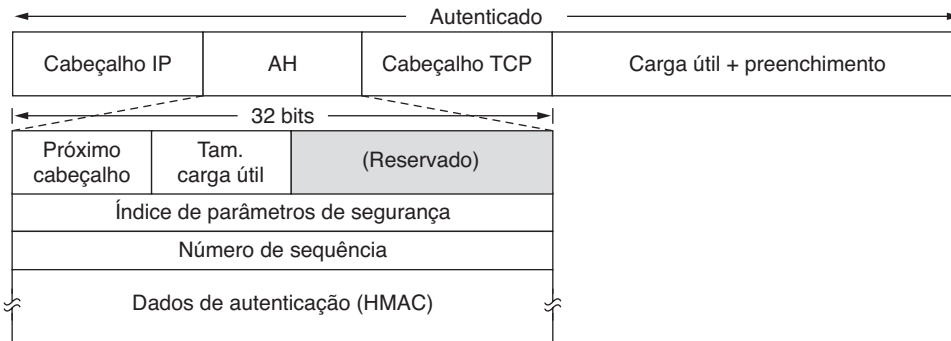 Autenticado
Cabeçalho IP
AH
Cabeçalho TCP
Carga útil + preenchimento
32 bits
Próximo
cabeçalho
Tam.
carga útil
(Reservado)
Índice de parâmetros de segurança
Número de sequência
Dados de autenticação (HMAC)